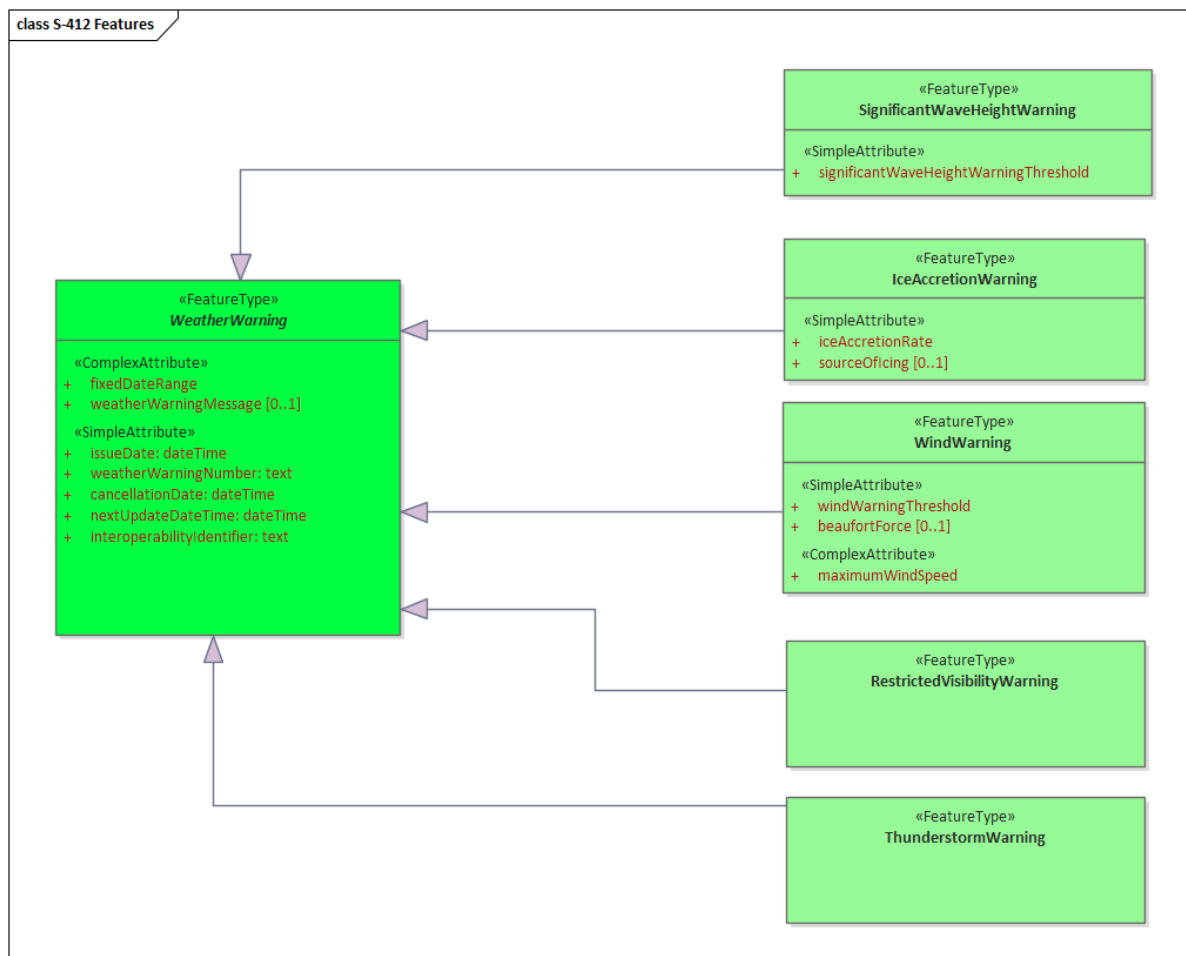 class S-412 Features
«FeatureType»
SignificantWaveHeightWarning
«SimpleAttribute»
+ significantWaveHeightWarningThreshold
«FeatureType»
IceAccretionWarning
«SimpleAttribute»
+ iceAccretionRate
+ sourceOfIcing [0..1]
«FeatureType»
WeatherWarning
«ComplexAttribute»
+ fixedDateRange
+ weatherWarningMessage [0..1]
«SimpleAttribute»
+ issueDate: dateTime
+ weatherWarningNumber: text
+ cancellationDate: dateTime
+ nextUpdateDateTime: dateTime
+ interoperabilityIdentifier: text
«FeatureType»
WindWarning
«SimpleAttribute»
+ windWarningThreshold
+ beaufortForce [0..1]
«ComplexAttribute»
+ maximumWindSpeed
«FeatureType»
RestrictedVisibilityWarning
«FeatureType»
ThunderstormWarning